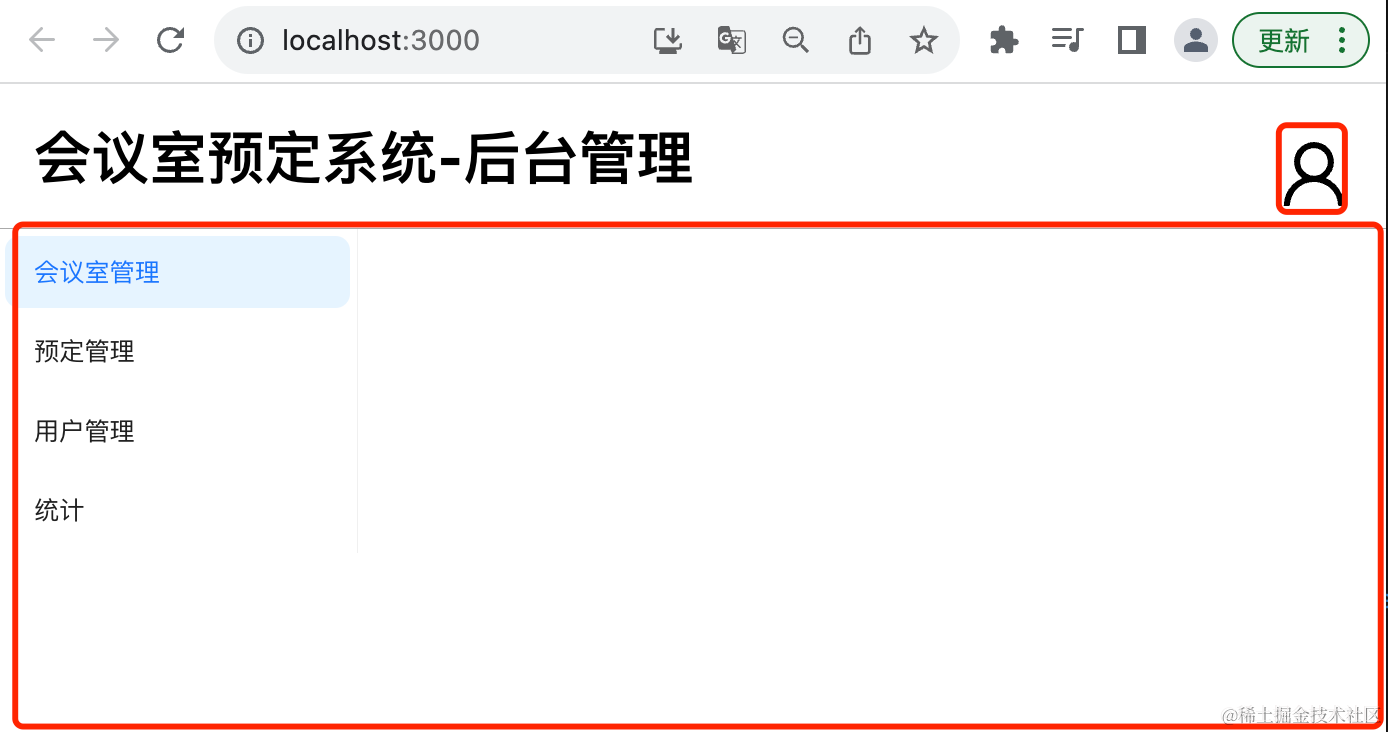 localhost:3000
更新
会议室预定系统-后台管理
会议室管理
预定管理
用户管理
统计
@稀土掘金技术社区